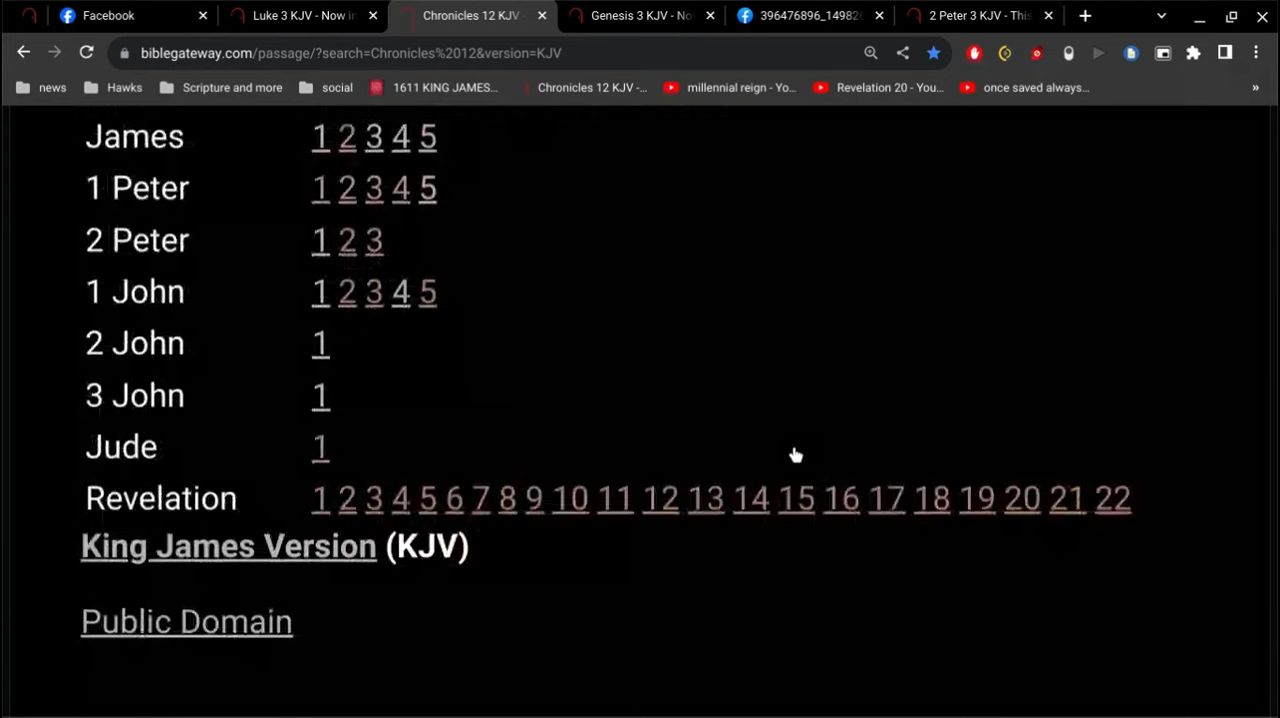 Facebook
Luke 3 KJV - Now in
Chronicles 12 KJV -
Genesis 3 KJV - No
396476896_14982
2 Peter 3 KJV - This
biblegateway.com/passage/?search=Chronicles%2012&version=KJV
news
Hawks
Scripture and more
social
1611 KING JAMES...
Chronicles 12 KJV -...
millennial reign - Yo...
Revelation 20 - You...
once saved always...
»
James 1 2 3 4 5
1 Peter 1 2 3 4 5
2 Peter 1 2 3
1 John 1 2 3 4 5
2 John 1
3 John 1
Jude 1
Revelation 1 2 3 4 5 6 7 8 9 10 11 12 13 14 15 16 17 18 19 20 21 22
King James Version (KJV)
Public Domain